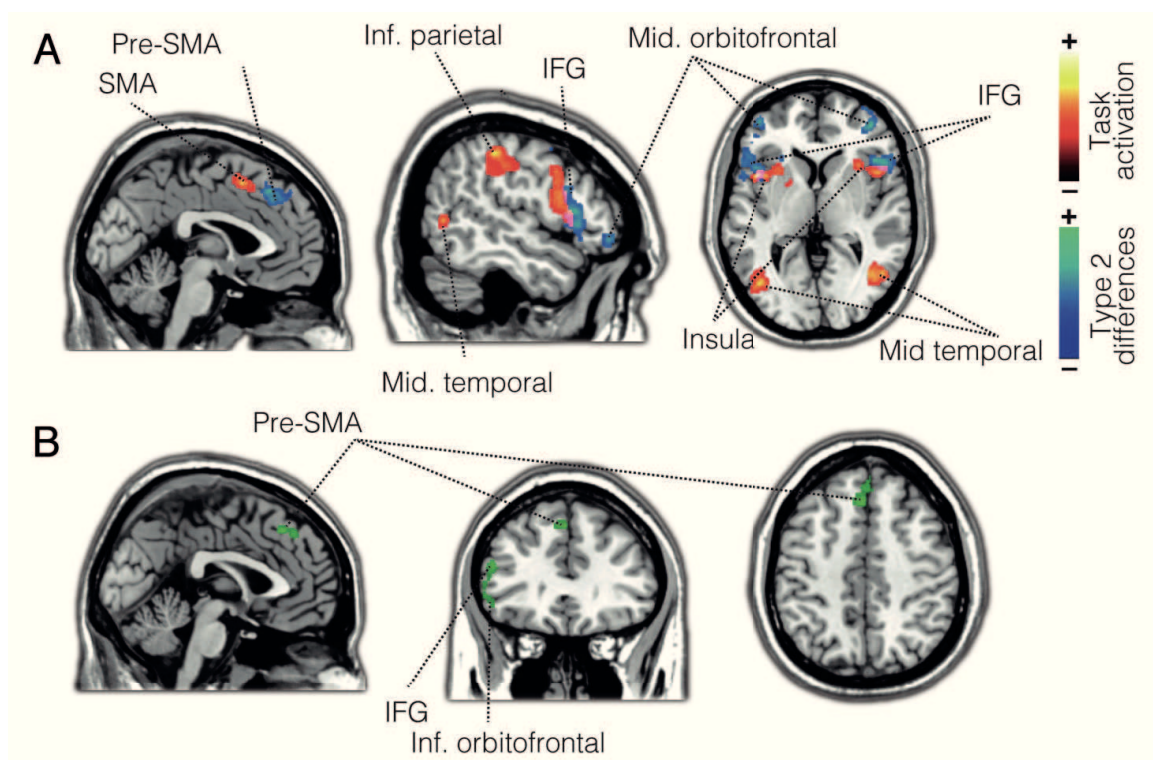 A
Pre-SMA
SMA
Inf. parietal
IFG
Mid. orbitofrontal
IFG
Mid. temporal
Insula
Mid temporal
+
Task
activation
–
+
Type 2
differences
–
B
Pre-SMA
IFG
Inf. orbitofrontal